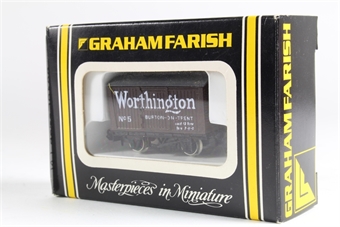 GRAHAM FARISH
Worthington
Nº 5
BURTON-ON-TRENT
Masterpieces in Miniature
GRAHAM FARISH